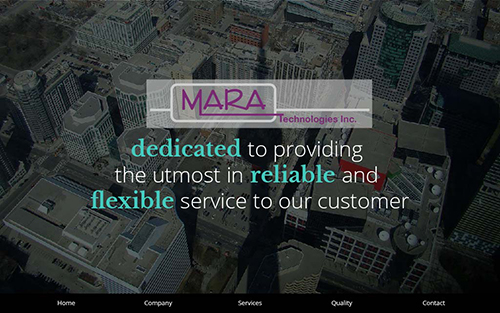 MARA
Technologies Inc.
dedicated to providing
the utmost in reliable and
flexible service to our customer
Home Company Services Quality Contact